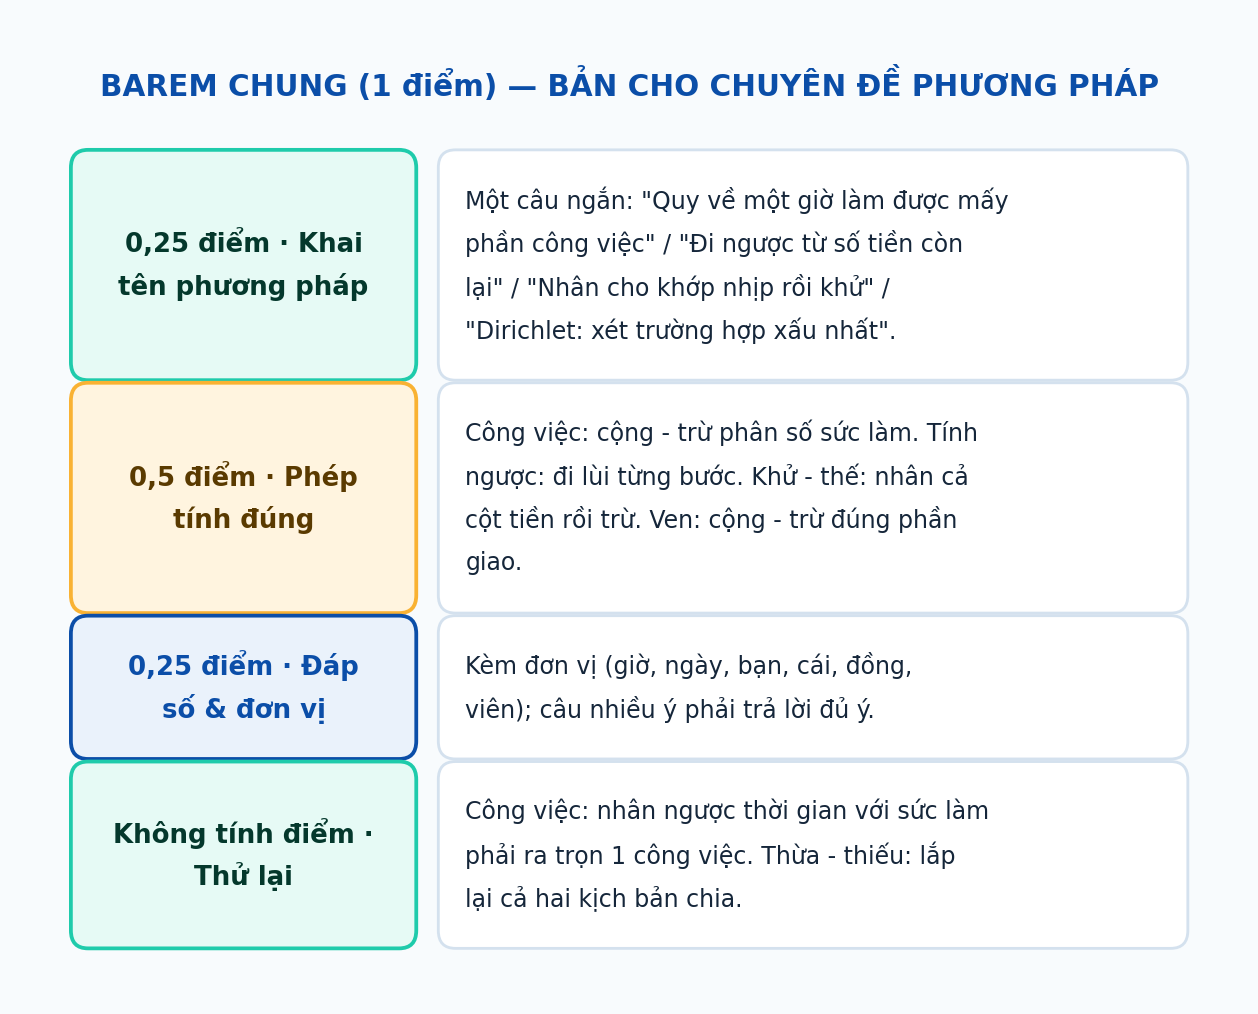 BAREM CHUNG (1 điểm) — BẢN CHO CHUYÊN ĐỀ PHƯƠNG PHÁP
0,25 điểm · Khai
tên phương pháp
Một câu ngắn: "Quy về một giờ làm được mấy
phần công việc" / "Đi ngược từ số tiền còn
lại" / "Nhân cho khớp nhịp rồi khử" /
"Dirichlet: xét trường hợp xấu nhất".
0,5 điểm · Phép
tính đúng
Công việc: cộng - trừ phân số sức làm. Tính
ngược: đi lùi từng bước. Khử - thế: nhân cả
cột tiền rồi trừ. Ven: cộng - trừ đúng phần
giao.
0,25 điểm · Đáp
số & đơn vị
Kèm đơn vị (giờ, ngày, bạn, cái, đồng,
viên); câu nhiều ý phải trả lời đủ ý.
Không tính điểm ·
Thử lại
Công việc: nhân ngược thời gian với sức làm
phải ra trọn 1 công việc. Thừa - thiếu: lắp
lại cả hai kịch bản chia.